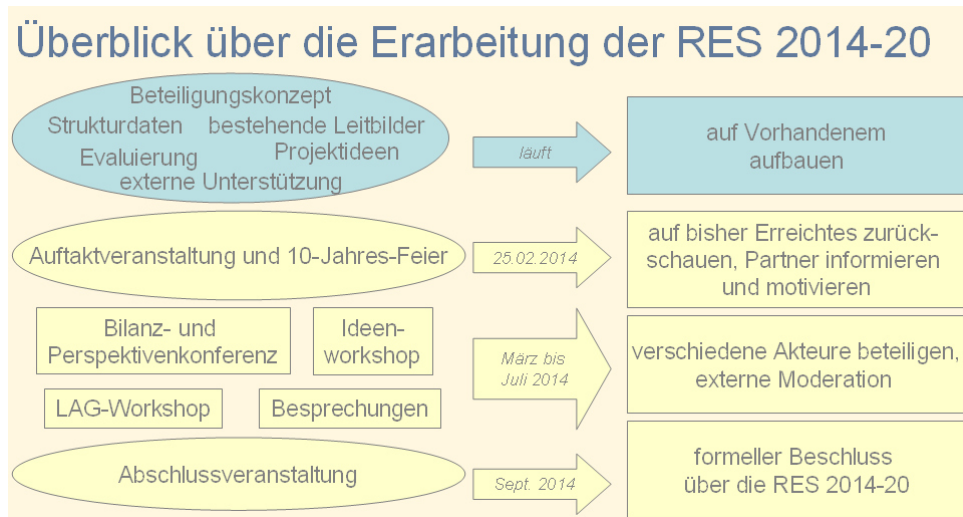 Überblick über die Erarbeitung der RES 2014-20
Beteiligungskonzept
Strukturdaten bestehende Leitbilder
Evaluierung Projektideen
externe Unterstützung
läuft
auf Vorhandenem
aufbauen
Auftaktveranstaltung und 10-Jahres-Feier
25.02.2014
auf bisher Erreichtes zurück-
schauen, Partner informieren
und motivieren
Bilanz- und
Perspektivenkonferenz
Ideen-
workshop
LAG-Workshop
Besprechungen
März bis
Juli 2014
verschiedene Akteure beteiligen,
externe Moderation
Abschlussveranstaltung
Sept. 2014
formeller Beschluss
über die RES 2014-20